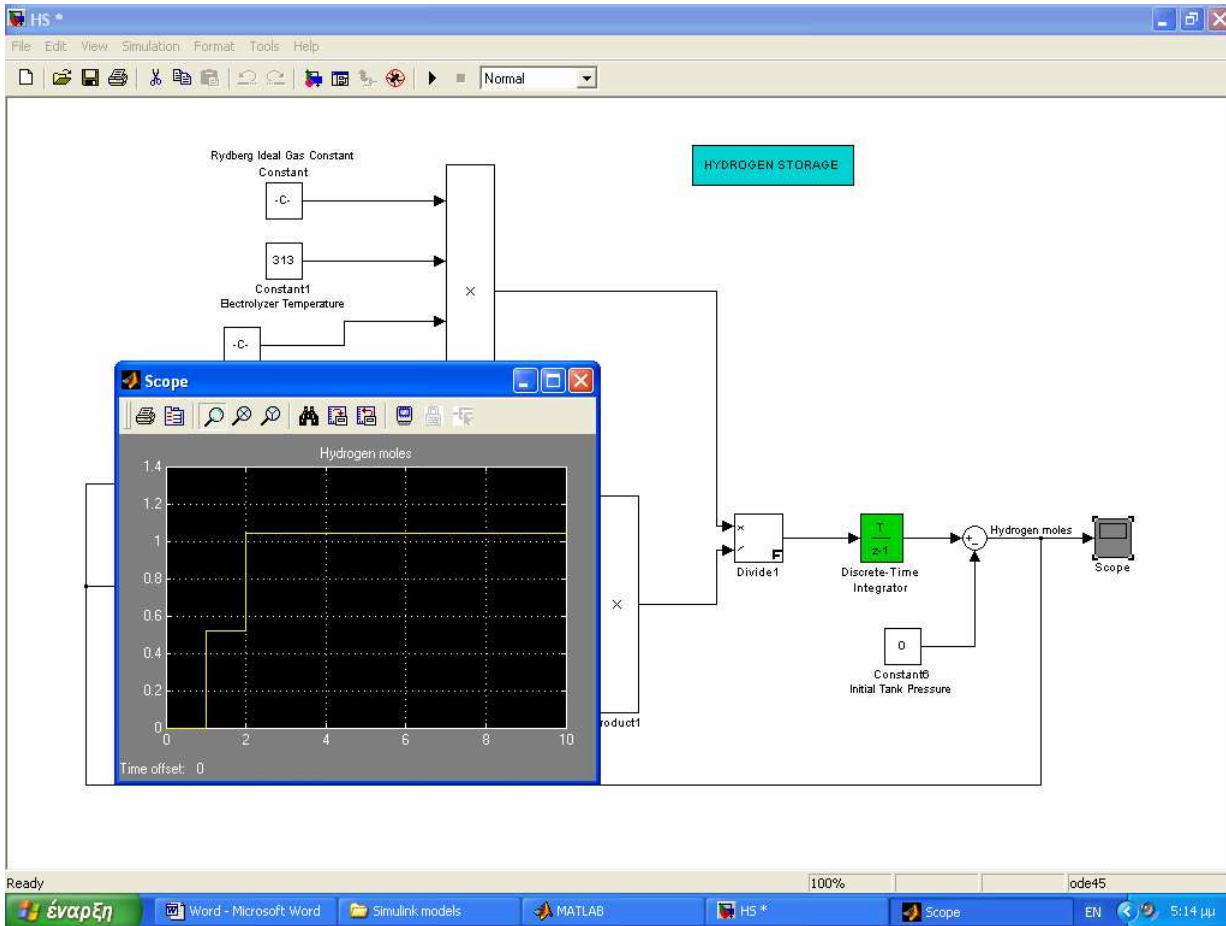 HS *
File Edit View Simulation Format Tools Help
Normal
Rydberg Ideal Gas Constant
Constant
-C-
HYDROGEN STORAGE
313
Constant1
Electrolyzer Temperature
×
-C-
Scope
Hydrogen moles
1.4
1.2
1
0.8
0.6
0.4
0.2
0
0 2 4 6 8 10
Time offset: 0
×
roduct1
×
F
Divide1
T
z-1
Discrete-Time
Integrator
+
-
Hydrogen moles
Scope
0
Constant6
Initial Tank Pressure
Ready 100% ode45
έναρξη Word - Microsoft Word Simulink models MATLAB HS * Scope EN 5:14 μμ